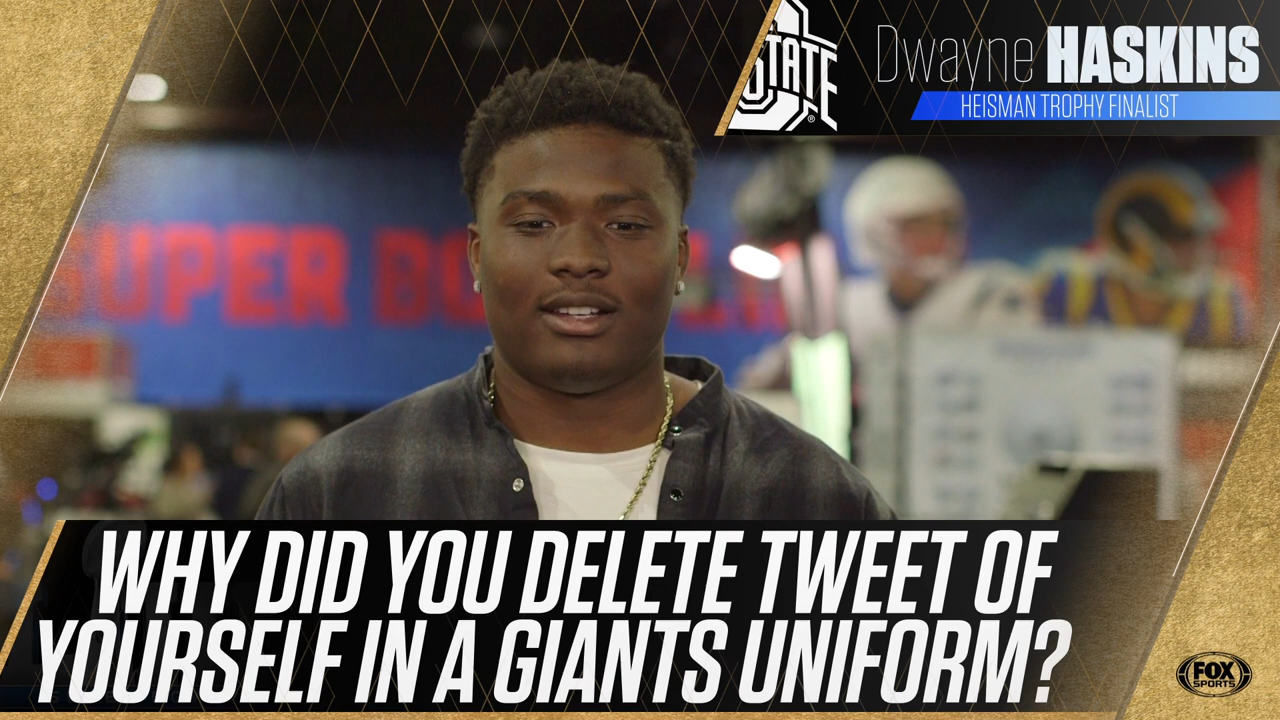 STATE
®
Dwayne HASKINS
HEISMAN TROPHY FINALIST
SUPER BO
WHY DID YOU DELETE TWEET OF
YOURSELF IN A GIANTS UNIFORM?
FOX
SPORTS